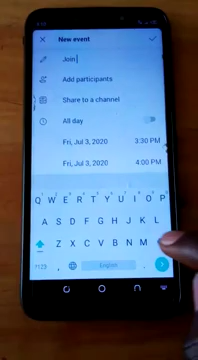 New event
Join
Add participants
Share to a channel
All day
Fri, Jul 3, 2020 3:30 PM
Fri, Jul 3, 2020 4:00 PM
Q W E R T Y U I O P
A S D F G H J K L
Z X C V B N M
?123 , English .